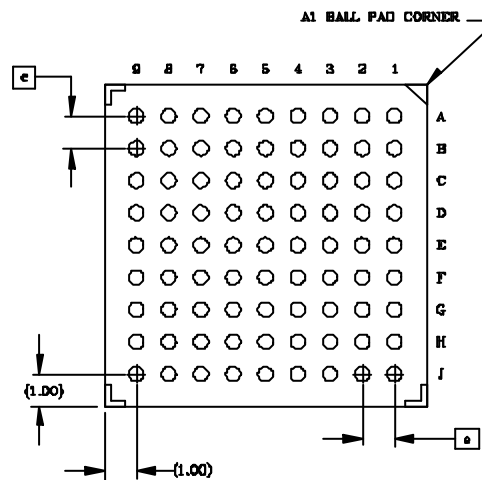 A1 BALL PAD CORNER
9 8 7 6 5 4 3 2 1
e
A
B
C
D
E
F
G
H
J
(1.00)
e
(1.00)